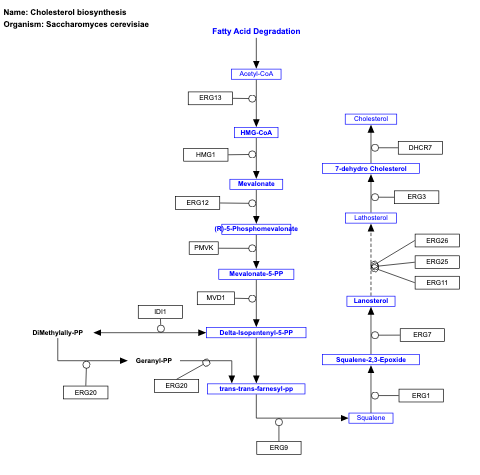 Name: Cholesterol biosynthesis
Organism: Saccharomyces cerevisiae
Fatty Acid Degradation
Acetyl-CoA
ERG13
HMG-CoA
HMG1
Mevalonate
ERG12
(R)-5-Phosphomevalonate
PMVK
Mevalonate-5-PP
MVD1
IDI1
DiMethylally-PP
Delta-Isopentenyl-5-PP
Geranyl-PP
ERG20
ERG20
trans-trans-farnesyl-pp
ERG9
Squalene
ERG1
Squalene-2,3-Epoxide
ERG7
Lanosterol
ERG11
ERG25
ERG26
Lathosterol
ERG3
7-dehydro Cholesterol
DHCR7
Cholesterol